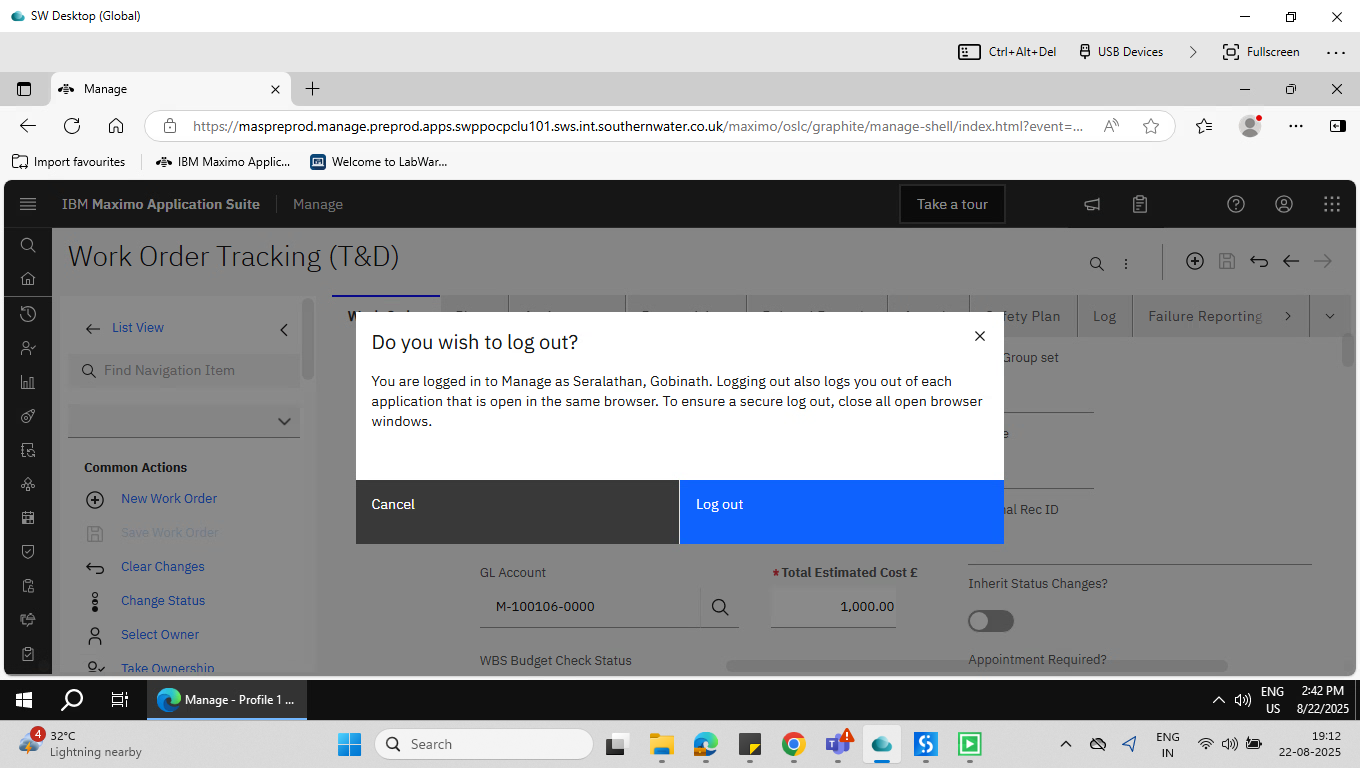 SW Desktop (Global)
Ctrl+Alt+Del
USB Devices
Fullscreen
Manage
https://maspreprod.manage.preprod.apps.swppocpclu101.sws.int.southernwater.co.uk/maximo/oslc/graphite/manage-shell/index.html?event=...
Import favourites
IBM Maximo Applic...
Welcome to LabWar...
IBM Maximo Application Suite
Manage
Take a tour
Work Order Tracking (T&D)
List View
Find Navigation Item
Safety Plan
Log
Failure Reporting
Group set
Do you wish to log out?
You are logged in to Manage as Seralathan, Gobinath. Logging out also logs you out of each
application that is open in the same browser. To ensure a secure log out, close all open browser
windows.
Cancel
Log out
Common Actions
New Work Order
Save Work Order
Clear Changes
Change Status
Select Owner
Take Ownership
Rec ID
GL Account
M-100106-0000
*Total Estimated Cost £
1,000.00
Inherit Status Changes?
WBS Budget Check Status
Appointment Required?
Manage - Profile 1 ...
ENG
US
2:42 PM
8/22/2025
4
32°C
Lightning nearby
Search
ENG
IN
19:12
22-08-2025